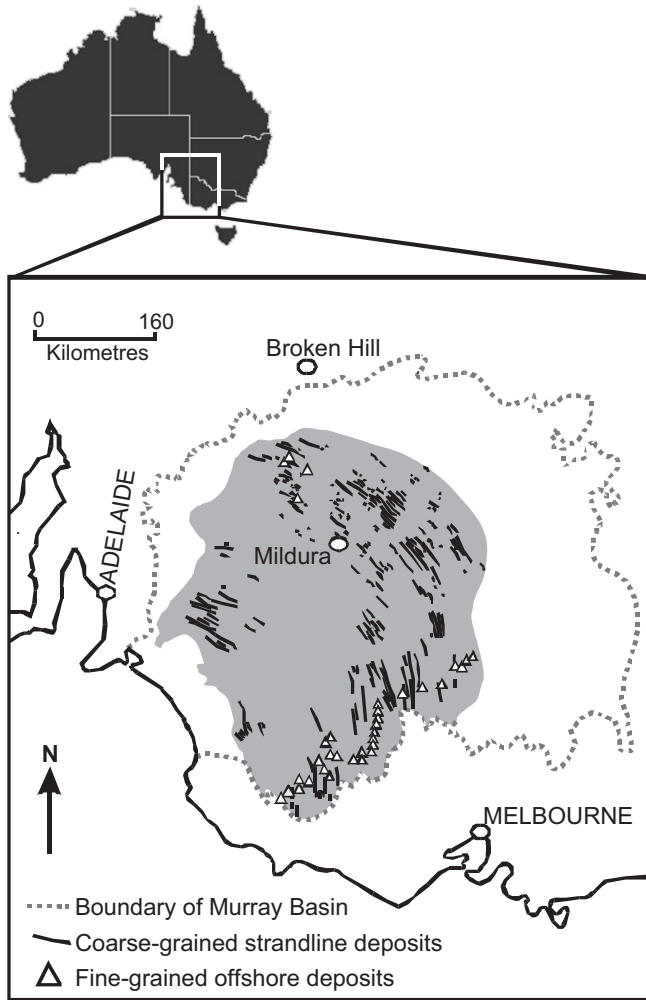 0 160
Kilometres
Broken Hill
ADELAIDE
Mildura
N
MELBOURNE
Boundary of Murray Basin
Coarse-grained strandline deposits
Fine-grained offshore deposits